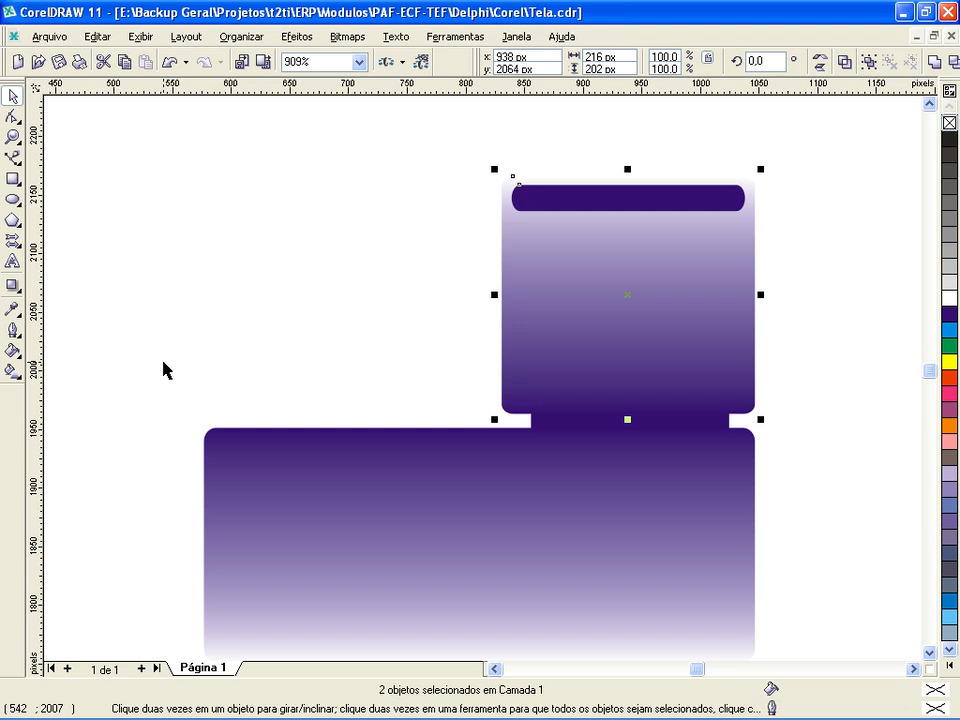 CorelDRAW 11 - [E:\Backup Geral\Projetos\t2ti\ERP\Modulos\PAF-ECF-TEF\Delphi\Corel\Tela.cdr]
Arquivo Editar Exibir Layout Organizar Efeitos Bitmaps Texto Ferramentas Janela Ajuda
909% x: 938 px 216 px 100.0 % 0,0 °
y: 2064 px 202 px 100.0 %
450 500 550 600 650 700 750 800 850 900 950 1000 1050 1100 1150 pixels
2200
2150
2100
2050
2000
1950
1900
1850
1800
pixels
1 de 1 Página 1
2 objetos selecionados em Camada 1
( 542 ; 2007 ) Clique duas vezes em um objeto para girar/inclinar; clique duas vezes em uma ferramenta para que todos os objetos sejam selecionados, clique c...